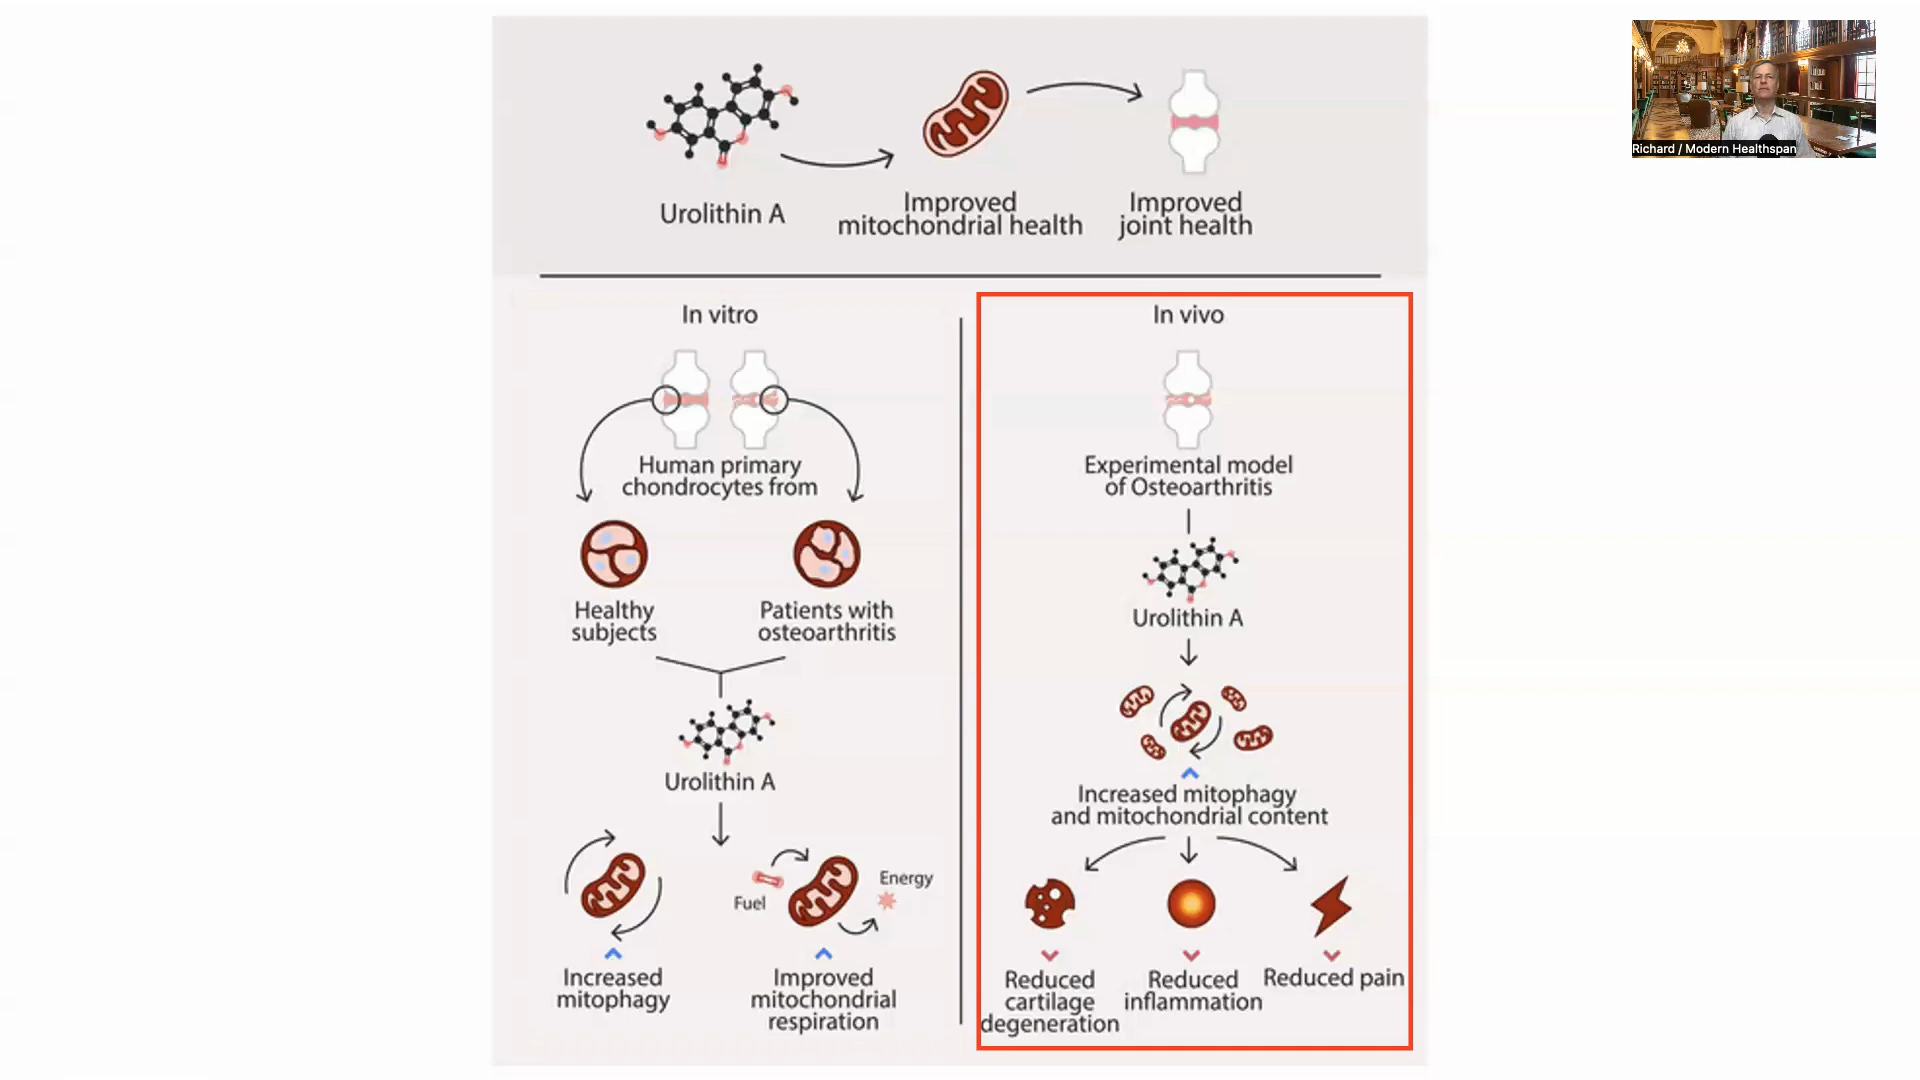 Urolithin A
Improved
mitochondrial health
Improved
joint health
In vitro
Human primary
chondrocytes from
Healthy
subjects
Patients with
osteoarthritis
Urolithin A
Fuel
Energy
Increased
mitophagy
Improved
mitochondrial
respiration
In vivo
Experimental model
of Osteoarthritis
Urolithin A
Increased mitophagy
and mitochondrial content
Reduced
cartilage
degeneration
Reduced
inflammation
Reduced pain
Richard / Modern Healthspan